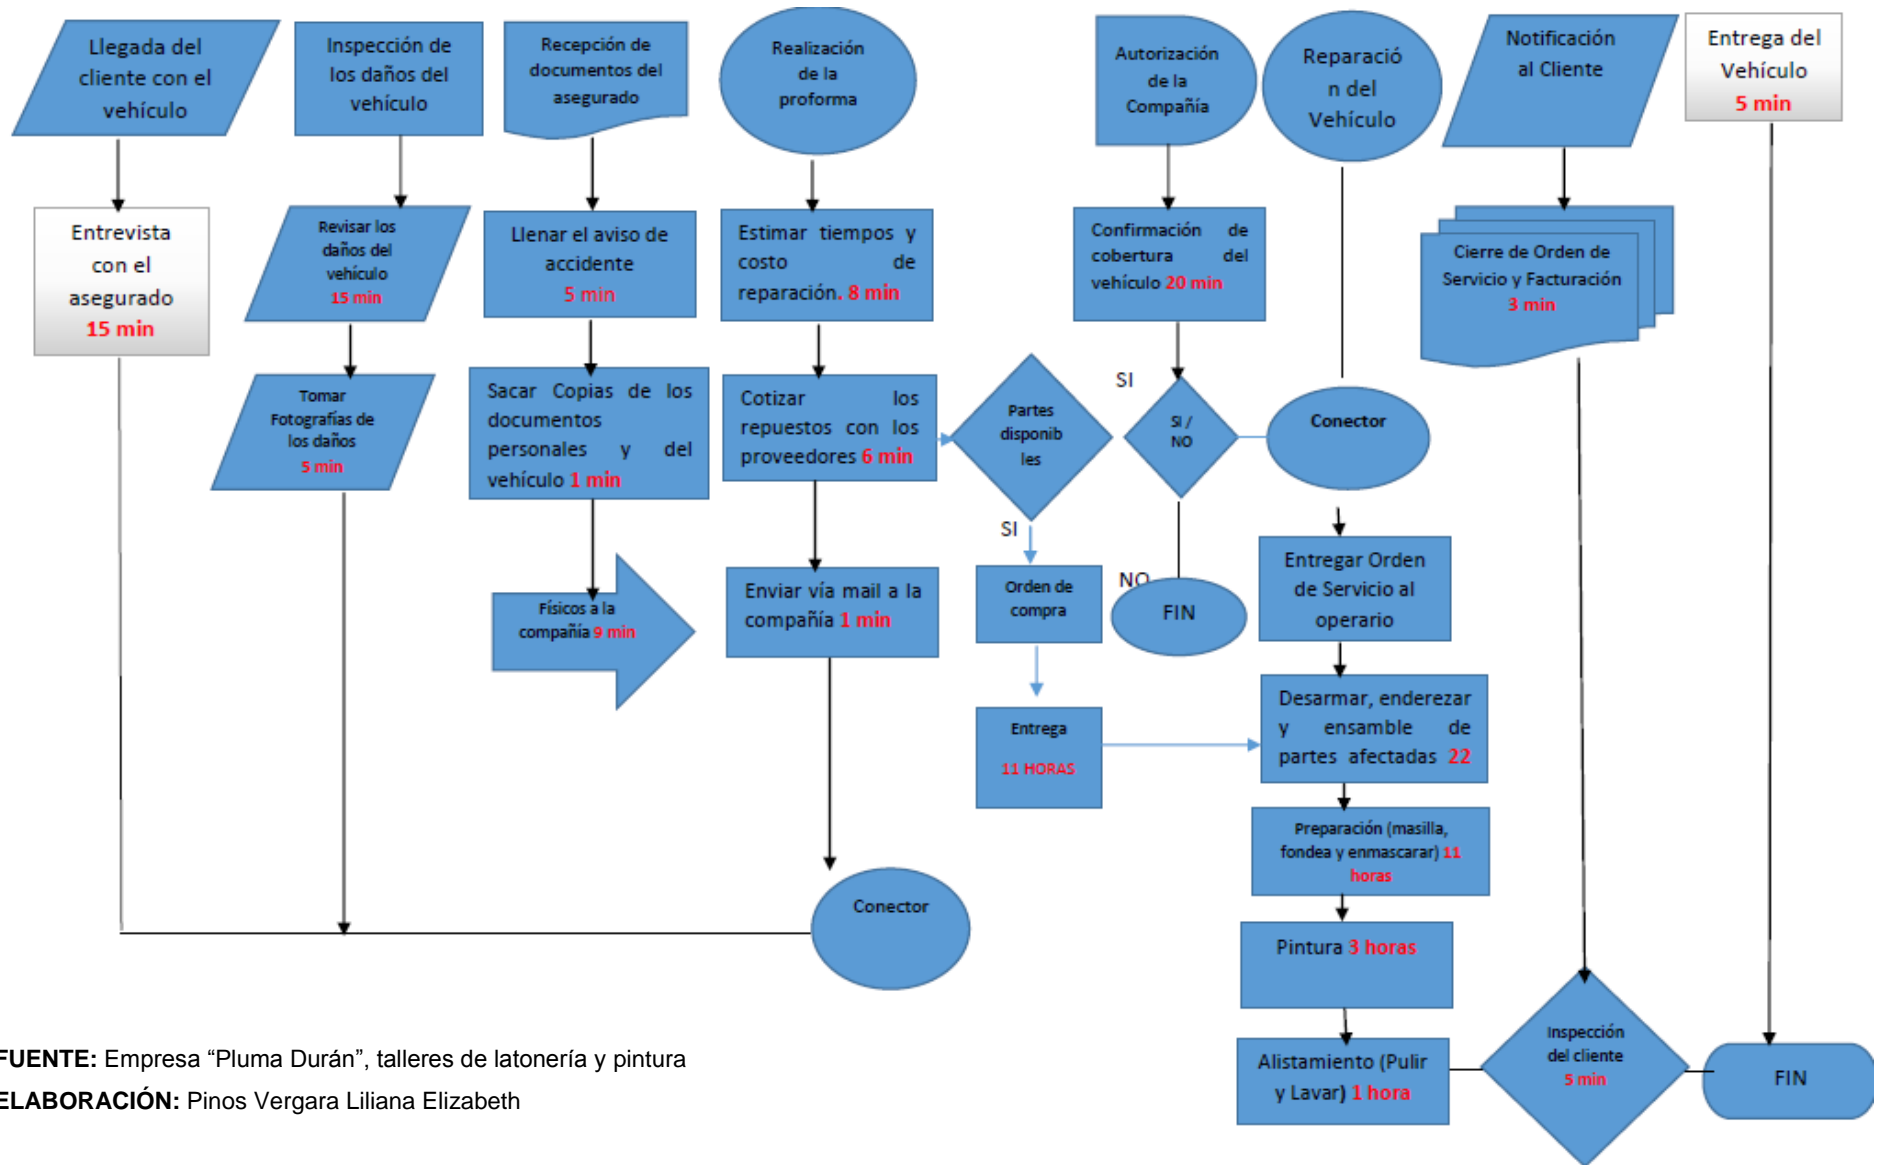 Llegada del
cliente con el
vehículo
Inspección de
los daños del
vehículo
Recepción de
documentos del
asegurado
Realización
de la
proforma
Autorización
de la
Compañía
Reparació
n del
Vehículo
Notificación
al Cliente
Entrega del
Vehículo
5 min
Entrevista
con el
asegurado
15 min
Revisar los
daños del
vehículo
15 min
Llenar el aviso de
accidente
5 min
Estimar tiempos y
costo de
reparación. 8 min
Confirmación de
cobertura del
vehículo 20 min
Cierre de Orden de
Servicio y Facturación
3 min
Tomar
Fotografías de
los daños
5 min
Sacar Copias de los
documentos
personales y del
vehículo 1 min
Cotizar los
repuestos con los
proveedores 6 min
Partes
disponib
les
SI
SI /
NO
Conector
SI
NO
Físicos a la
compañía 9 min
Enviar vía mail a la
compañía 1 min
Orden de
compra
FIN
Entregar Orden
de Servicio al
operario
Entrega
11 HORAS
Desarmar, enderezar
y ensamble de
partes afectadas 22
Preparación (masilla,
fondea y enmascarar) 11
horas
Conector
Pintura 3 horas
Alistamiento (Pulir
y Lavar) 1 hora
Inspección
del cliente
5 min
FIN
FUENTE: Empresa “Pluma Durán”, talleres de latonería y pintura
ELABORACIÓN: Pinos Vergara Liliana Elizabeth